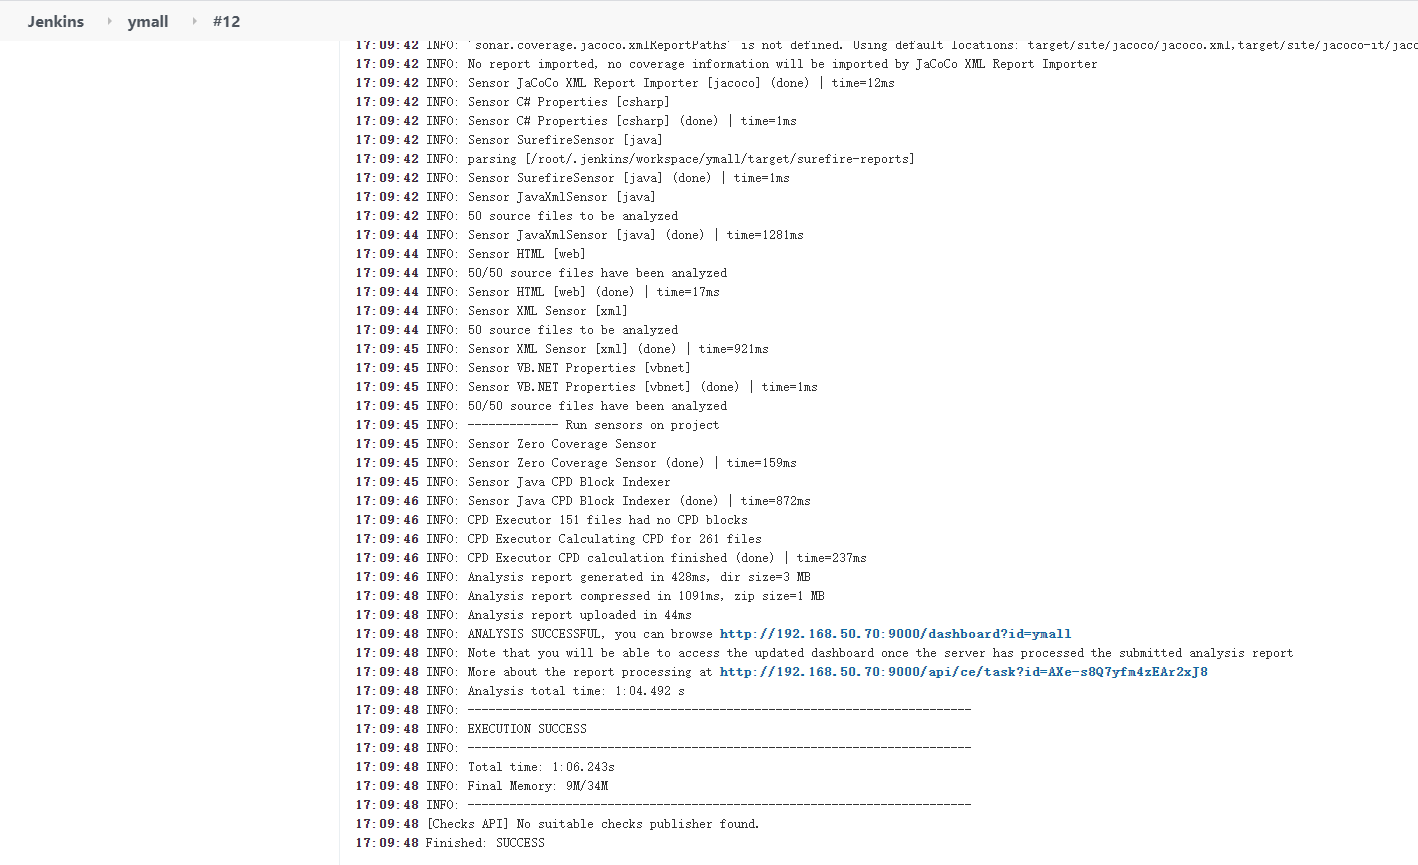 Jenkins ymall #12
17:09:42 INFO: 'sonar.coverage.jacoco.xmlReportPaths' is not defined. Using default locations: target/site/jacoco/jacoco.xml,target/site/jacoco-it/jaco
17:09:42 INFO: No report imported, no coverage information will be imported by JaCoCo XML Report Importer
17:09:42 INFO: Sensor JaCoCo XML Report Importer [jacoco] (done) | time=12ms
17:09:42 INFO: Sensor C# Properties [csharp]
17:09:42 INFO: Sensor C# Properties [csharp] (done) | time=1ms
17:09:42 INFO: Sensor SurefireSensor [java]
17:09:42 INFO: parsing [/root/.jenkins/workspace/ymall/target/surefire-reports]
17:09:42 INFO: Sensor SurefireSensor [java] (done) | time=1ms
17:09:42 INFO: Sensor JavaXmlSensor [java]
17:09:42 INFO: 50 source files to be analyzed
17:09:44 INFO: Sensor JavaXmlSensor [java] (done) | time=1281ms
17:09:44 INFO: Sensor HTML [web]
17:09:44 INFO: 50/50 source files have been analyzed
17:09:44 INFO: Sensor HTML [web] (done) | time=17ms
17:09:44 INFO: Sensor XML Sensor [xml]
17:09:44 INFO: 50 source files to be analyzed
17:09:45 INFO: Sensor XML Sensor [xml] (done) | time=921ms
17:09:45 INFO: Sensor VB.NET Properties [vbnet]
17:09:45 INFO: Sensor VB.NET Properties [vbnet] (done) | time=1ms
17:09:45 INFO: 50/50 source files have been analyzed
17:09:45 INFO: ------------- Run sensors on project
17:09:45 INFO: Sensor Zero Coverage Sensor
17:09:45 INFO: Sensor Zero Coverage Sensor (done) | time=159ms
17:09:45 INFO: Sensor Java CPD Block Indexer
17:09:46 INFO: Sensor Java CPD Block Indexer (done) | time=872ms
17:09:46 INFO: CPD Executor 151 files had no CPD blocks
17:09:46 INFO: CPD Executor Calculating CPD for 261 files
17:09:46 INFO: CPD Executor CPD calculation finished (done) | time=237ms
17:09:46 INFO: Analysis report generated in 428ms, dir size=3 MB
17:09:48 INFO: Analysis report compressed in 1091ms, zip size=1 MB
17:09:48 INFO: Analysis report uploaded in 44ms
17:09:48 INFO: ANALYSIS SUCCESSFUL, you can browse http://192.168.50.70:9000/dashboard?id=ymall
17:09:48 INFO: Note that you will be able to access the updated dashboard once the server has processed the submitted analysis report
17:09:48 INFO: More about the report processing at http://192.168.50.70:9000/api/ce/task?id=AXe-s8Q7yfm4zEAr2xJ8
17:09:48 INFO: Analysis total time: 1:04.492 s
17:09:48 INFO: ------------------------------------------------------------------------
17:09:48 INFO: EXECUTION SUCCESS
17:09:48 INFO: ------------------------------------------------------------------------
17:09:48 INFO: Total time: 1:06.243s
17:09:48 INFO: Final Memory: 9M/34M
17:09:48 INFO: ------------------------------------------------------------------------
17:09:48 [Checks API] No suitable checks publisher found.
17:09:48 Finished: SUCCESS